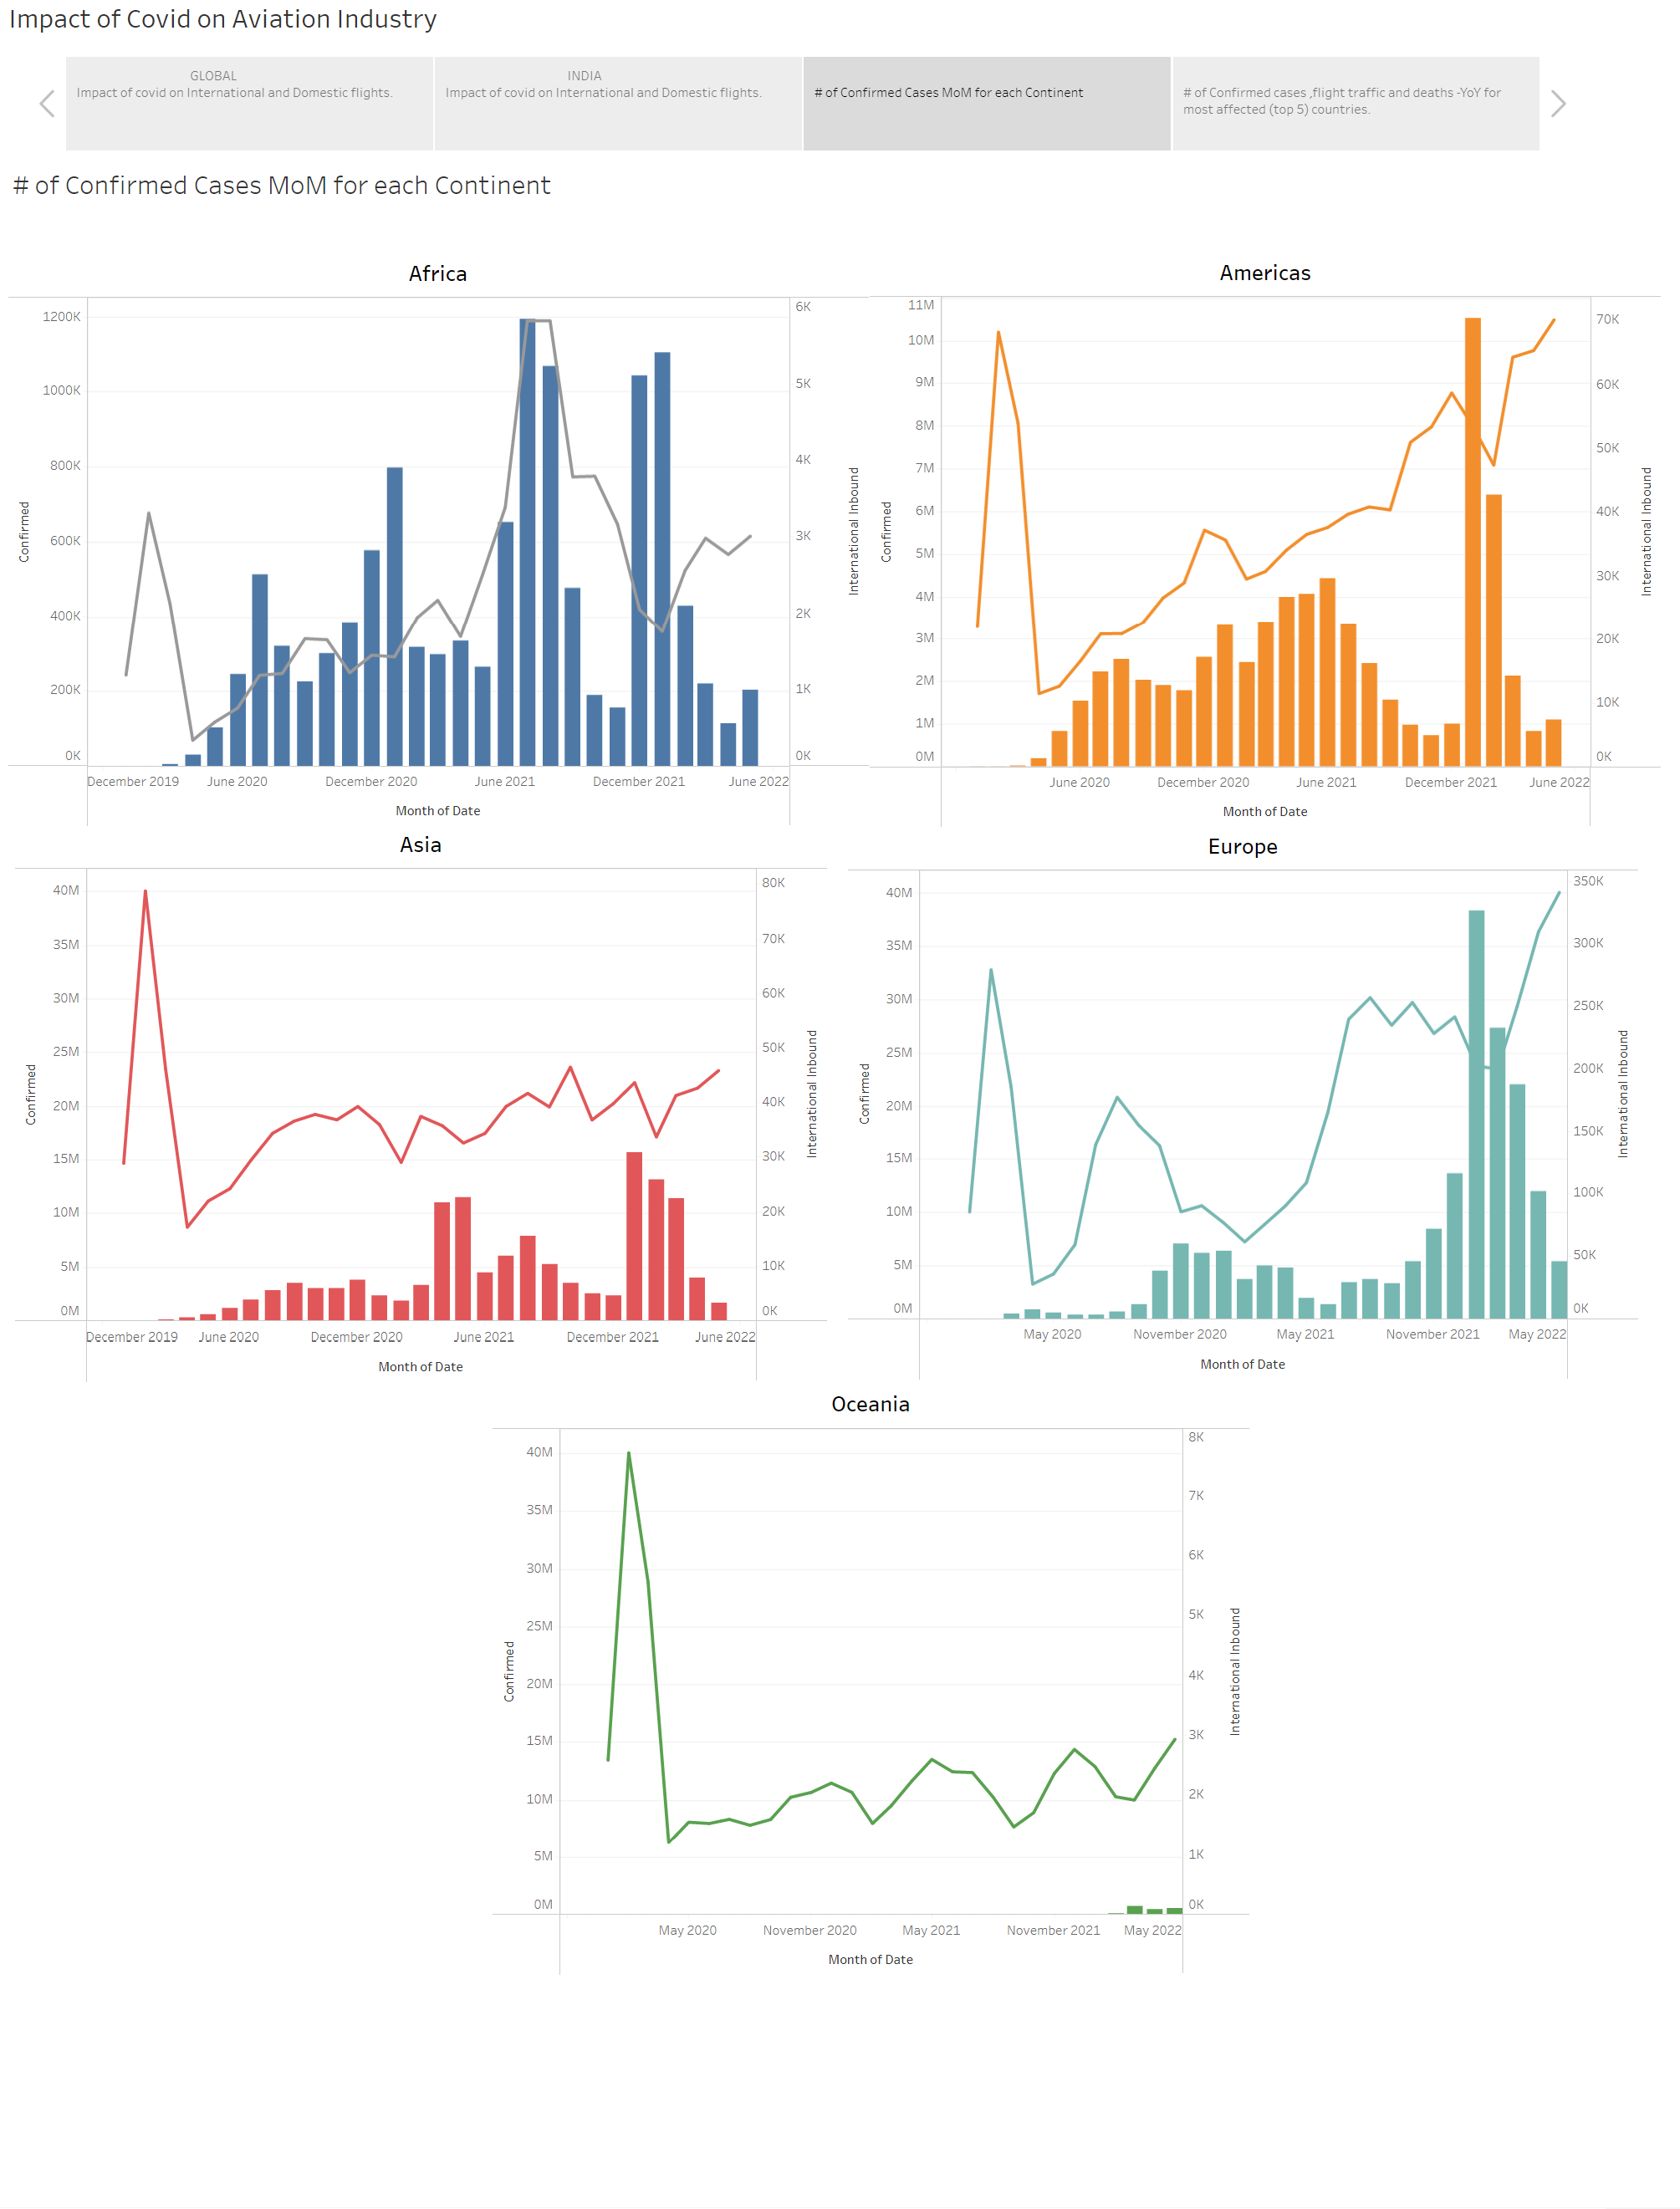 Impact of Covid on Aviation Industry
GLOBAL
Impact of covid on International and Domestic flights.
INDIA
Impact of covid on International and Domestic flights.
# of Confirmed Cases MoM for each Continent
# of Confirmed cases ,flight traffic and deaths -YoY for
most affected (top 5) countries.
# of Confirmed Cases MoM for each Continent
Africa
1200K
1000K
800K
600K
400K
200K
0K
Confirmed
6K
5K
4K
3K
2K
1K
0K
International Inbound
December 2019 June 2020 December 2020 June 2021 December 2021 June 2022
Month of Date
Americas
11M
10M
9M
8M
7M
6M
5M
4M
3M
2M
1M
0M
Confirmed
70K
60K
50K
40K
30K
20K
10K
0K
International Inbound
June 2020 December 2020 June 2021 December 2021 June 2022
Month of Date
Asia
40M
35M
30M
25M
20M
15M
10M
5M
0M
Confirmed
80K
70K
60K
50K
40K
30K
20K
10K
0K
International Inbound
December 2019 June 2020 December 2020 June 2021 December 2021 June 2022
Month of Date
Europe
40M
35M
30M
25M
20M
15M
10M
5M
0M
Confirmed
350K
300K
250K
200K
150K
100K
50K
0K
International Inbound
May 2020 November 2020 May 2021 November 2021 May 2022
Month of Date
Oceania
40M
35M
30M
25M
20M
15M
10M
5M
0M
Confirmed
8K
7K
6K
5K
4K
3K
2K
1K
0K
International Inbound
May 2020 November 2020 May 2021 November 2021 May 2022
Month of Date